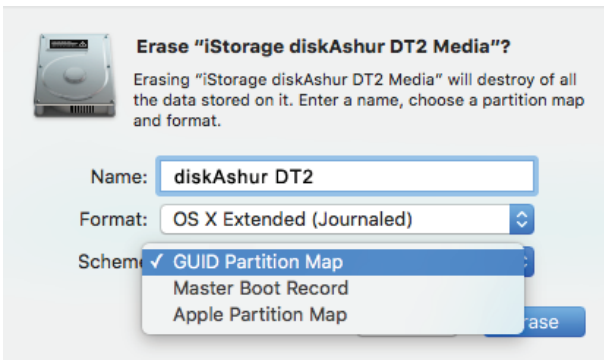 Erase “iStorage diskAshur DT2 Media”?
Erasing “iStorage diskAshur DT2 Media” will destroy of all
the data stored on it. Enter a name, choose a partition map
and format.
Name: diskAshur DT2
Format: OS X Extended (Journaled)
Scheme ✓ GUID Partition Map
Master Boot Record
Apple Partition Map